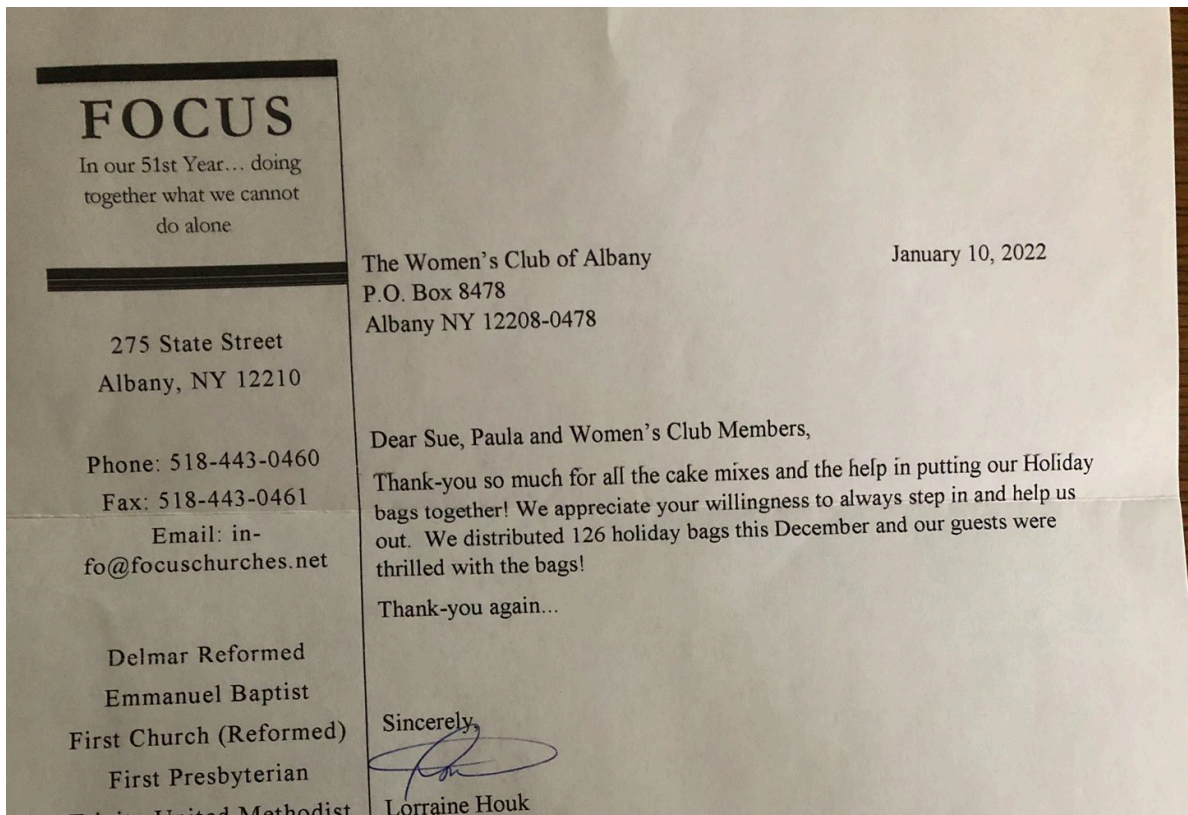 FOCUS
In our 51st Year... doing
together what we cannot
do alone
275 State Street
Albany, NY 12210
Phone: 518-443-0460
Fax: 518-443-0461
Email: in-
fo@focuschurches.net
Delmar Reformed
Emmanuel Baptist
First Church (Reformed)
First Presbyterian
United Methodist
The Women's Club of Albany
P.O. Box 8478
Albany NY 12208-0478
January 10, 2022
Dear Sue, Paula and Women's Club Members,
Thank-you so much for all the cake mixes and the help in putting our Holiday
bags together! We appreciate your willingness to always step in and help us
out.  We distributed 126 holiday bags this December and our guests were
thrilled with the bags!
Thank-you again...
Sincerely,
Lorraine Houk